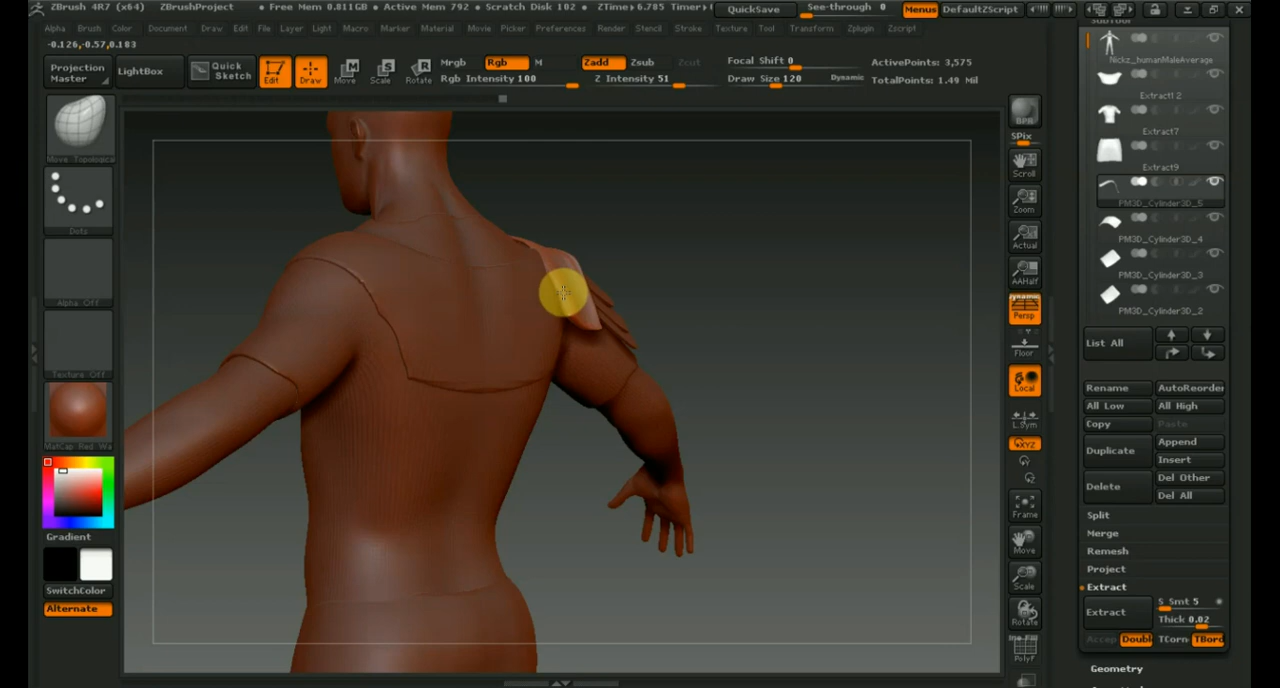 ZBrush 4R7 (x64) ZBrushProject • Free Mem 0.811GB • Active Mem 792 • Scratch Disk 102 • ZTime▸6.785 Timer▸ QuickSave See-through 0 Menus DefaultZScript
Alpha Brush Color Document Draw Edit File Layer Light Macro Marker Material Movie Picker Preferences Render Stencil Stroke Texture Tool Transform Zplugin Zscript
SubTool
-0.126,-0.57,0.183
Projection Master
LightBox
Quick Sketch
Edit
Draw
Move
Scale
Rotate
Mrgb Rgb M
Rgb Intensity 100
Zadd Zsub Zcut
Z Intensity 51
Focal Shift 0
Draw Size 120 Dynamic
ActivePoints: 3,575
TotalPoints: 1.49 Mil
Move Topological
Dots
Alpha Off
Texture Off
MatCap Red Wa
Gradient
SwitchColor
Alternate
BPR
SPix
Scroll
Zoom
Actual
AAHalf
Dynamic
Persp
Floor
Local
L.Sym
XYZ
Frame
Move
Scale
Rotate
PolyF
Nickz_humanMaleAverage
Extract12
Extract7
Extract9
PM3D_Cylinder3D_5
PM3D_Cylinder3D_4
PM3D_Cylinder3D_3
PM3D_Cylinder3D_2
List All
Rename AutoReorder
All Low All High
Copy Paste
Duplicate Append
Insert
Delete Del Other
Del All
Split
Merge
Remesh
Project
Extract
Extract S Smt 5
Thick 0.02
Accep Doubl TCorn TBord
Geometry